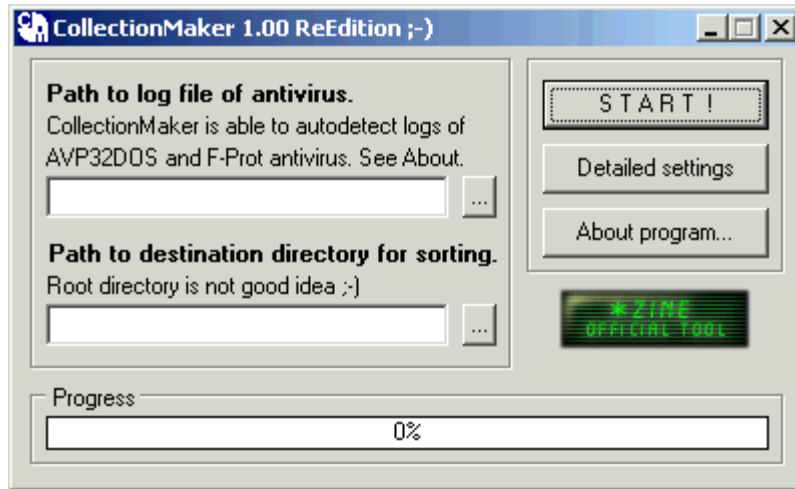 CollectionMaker 1.00 ReEdition ;-)
Path to log file of antivirus.
CollectionMaker is able to autodetect logs of
AVP32DOS and F-Prot antivirus. See About.
...
Path to destination directory for sorting.
Root directory is not good idea ;-)
...
START !
Detailed settings
About program...
*ZINE
OFFICIAL TOOL
Progress
0%